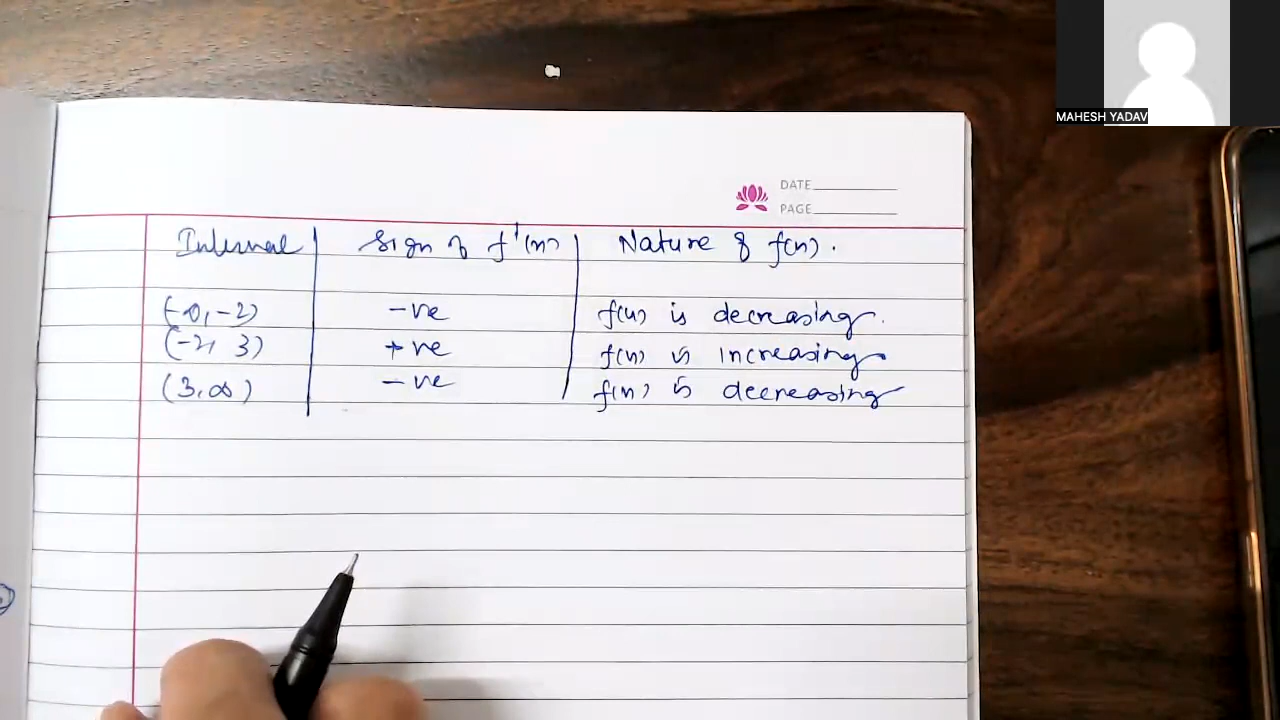 MAHESH YADAV
DATE
PAGE
Interval Sign of f'(x) Nature of f(x).
(-∞, -2) -ve f(x) is decreasing.
(-2, 3) +ve f(x) is increasing
(3, ∞) -ve f(x) is decreasing